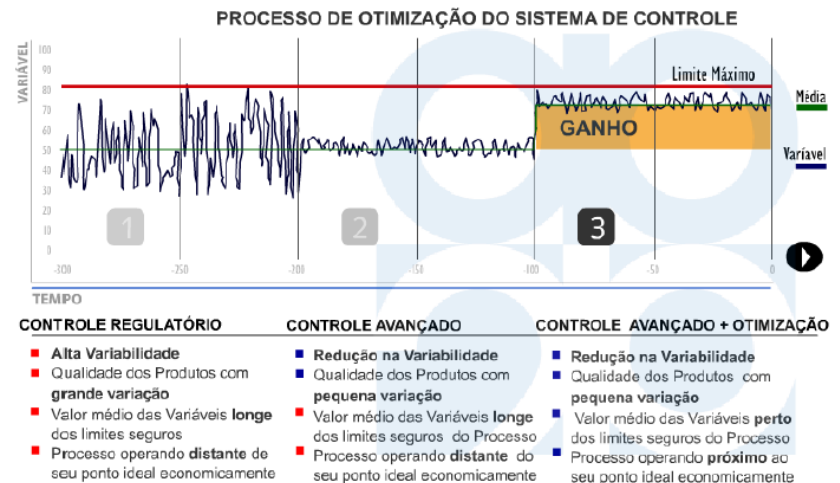 PROCESSO DE OTIMIZAÇÃO DO SISTEMA DE CONTROLE
VARIÁVEL
100
90
80
70
60
50
40
30
20
10
0
Limite Máximo
Média
GANHO
Varíavel
1
2
3
-300
-250
-200
-150
-100
-50
0
TEMPO
CONTROLE REGULATÓRIO
Alta Variabilidade
Qualidade dos Produtos com
grande variação
Valor médio das Variáveis longe
dos limites seguros
Processo operando distante de
seu ponto ideal economicamente
CONTROLE AVANÇADO
Redução na Variabilidade
Qualidade dos Produtos com
pequena variação
Valor médio das Variáveis longe
dos limites seguros do Processo
Processo operando distante do
seu ponto ideal economicamente
CONTROLE AVANÇADO + OTIMIZAÇÃO
Redução na Variabilidade
Qualidade dos Produtos com
pequena variação
Valor médio das Variáveis perto
dos limites seguros do Processo
Processo operando próximo ao
seu ponto ideal economicamente